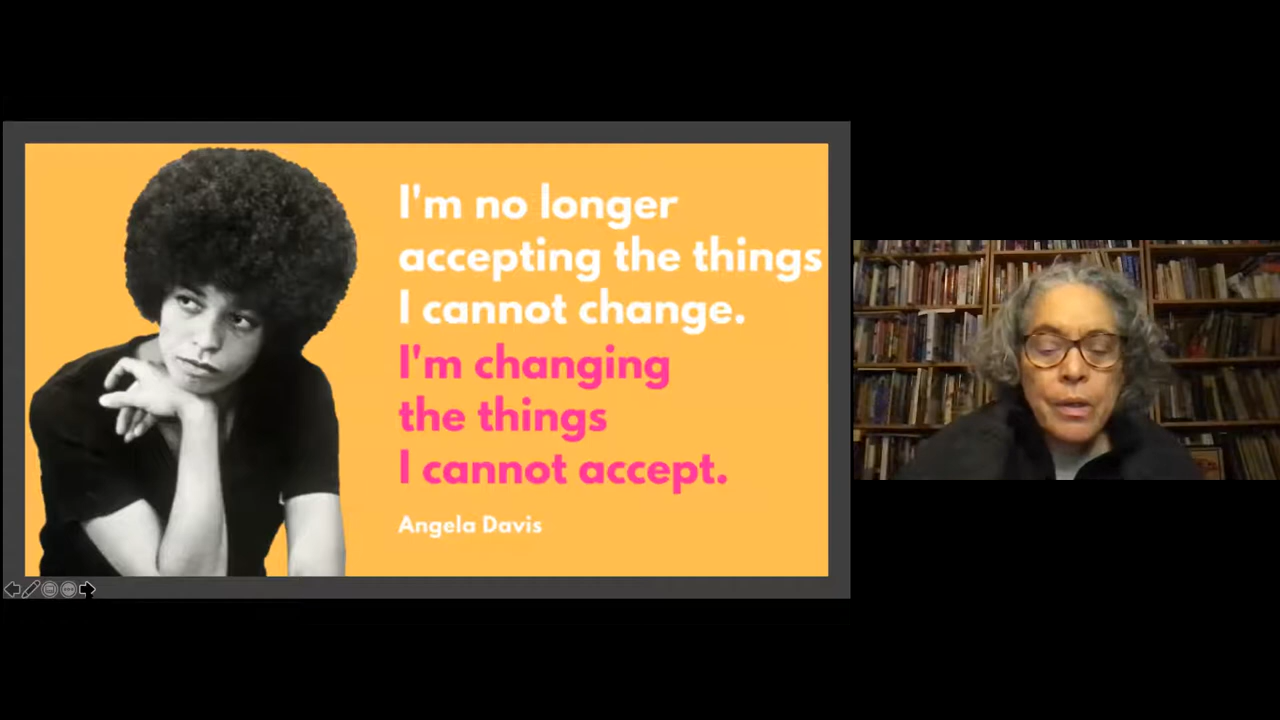 I'm no longer
accepting the things
I cannot change.
I'm changing
the things
I cannot accept.
Angela Davis